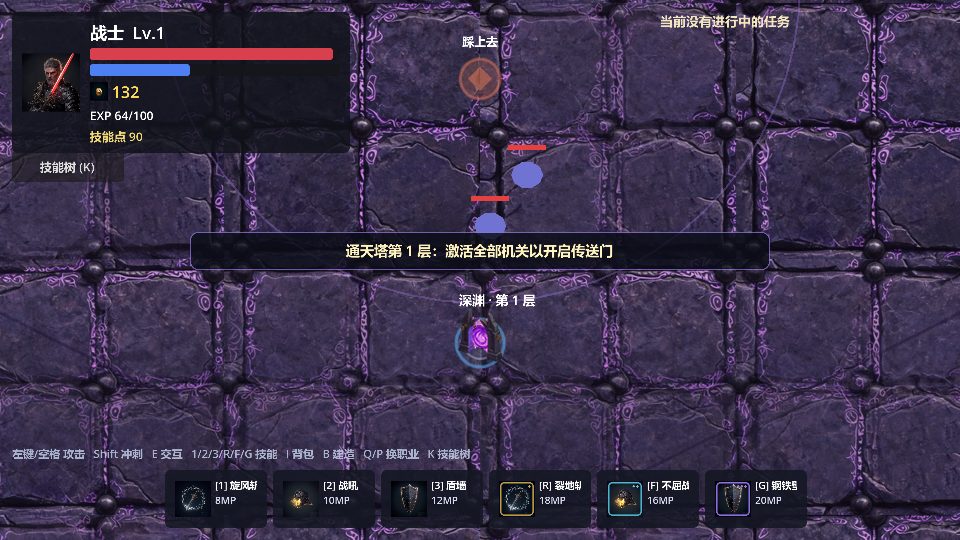 战士 Lv.1
132
EXP 64/100
技能点 90
技能树 (K)
当前没有进行中的任务
踩上去
通天塔第 1 层：激活全部机关以开启传送门
深渊 · 第 1 层
左键/空格 攻击 Shift 冲刺 E 交互 1/2/3/R/F/G 技能 I 背包 B 建造 Q/P 换职业 K 技能树
[1] 旋风斩
8MP
[2] 战吼
10MP
[3] 盾墙
12MP
[R] 裂地斩
18MP
[F] 不屈战
16MP
[G] 钢铁
20MP